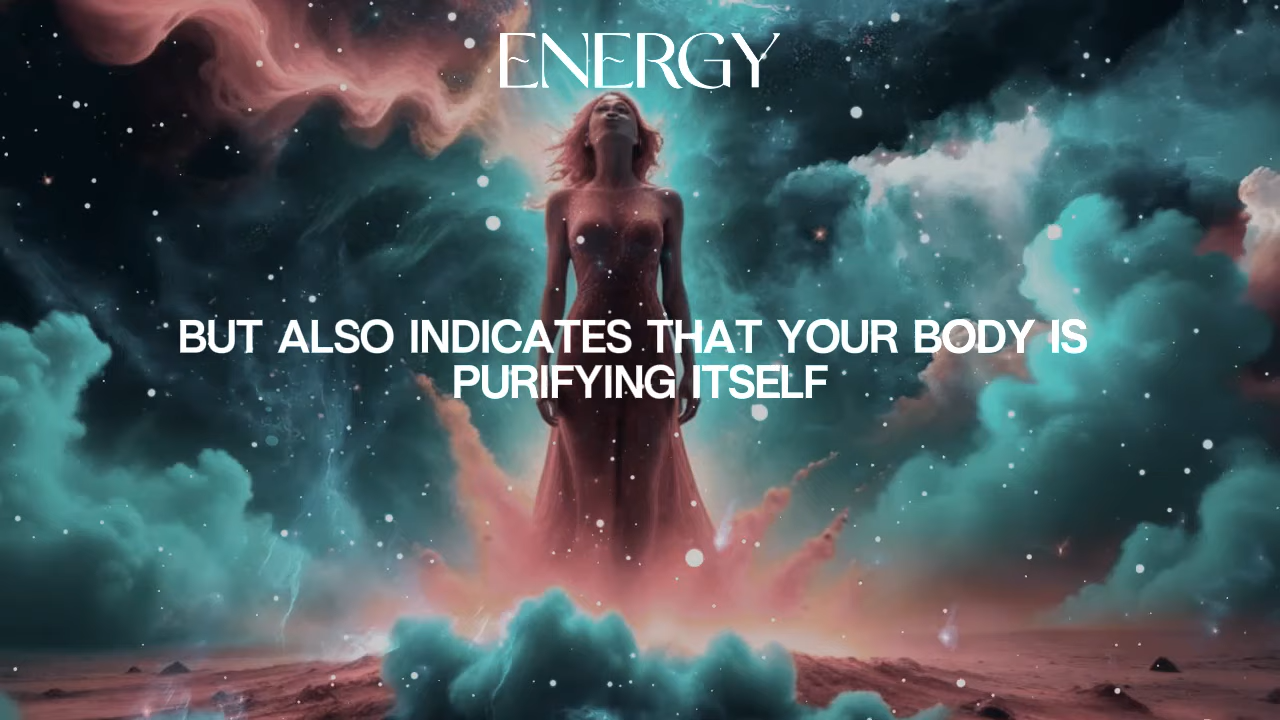 ENERGY
BUT ALSO INDICATES THAT YOUR BODY IS
PURIFYING ITSELF